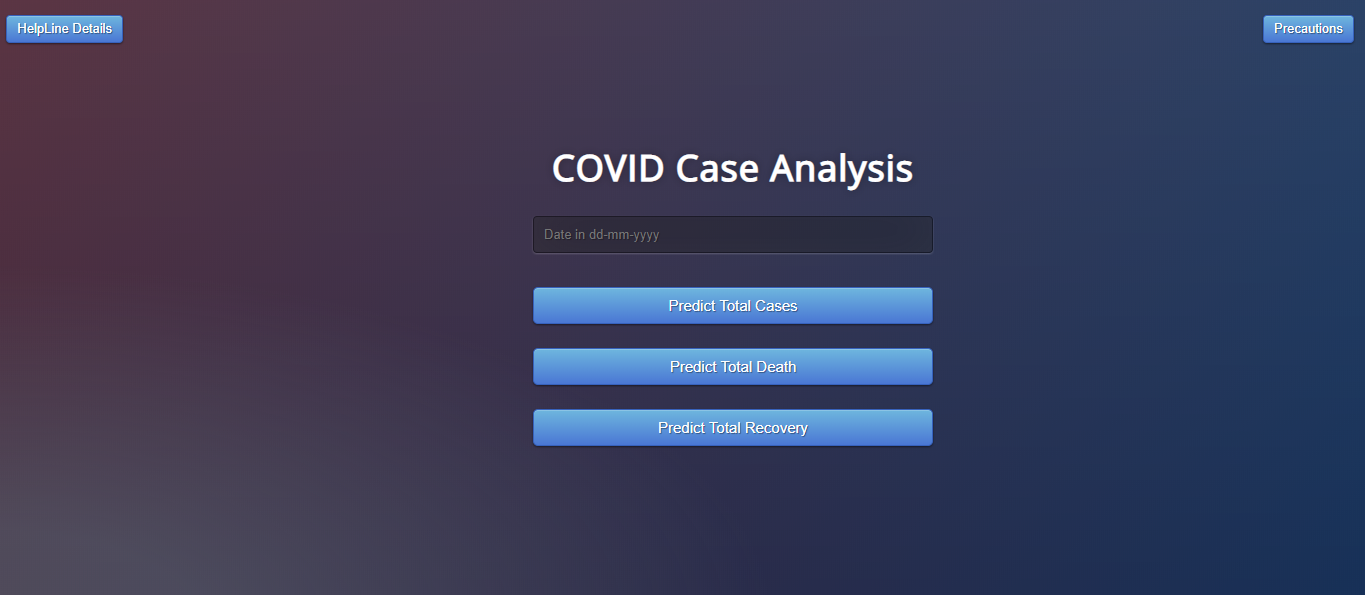 HelpLine Details
Precautions
COVID Case Analysis
Date in dd-mm-yyyy
Predict Total Cases
Predict Total Death
Predict Total Recovery